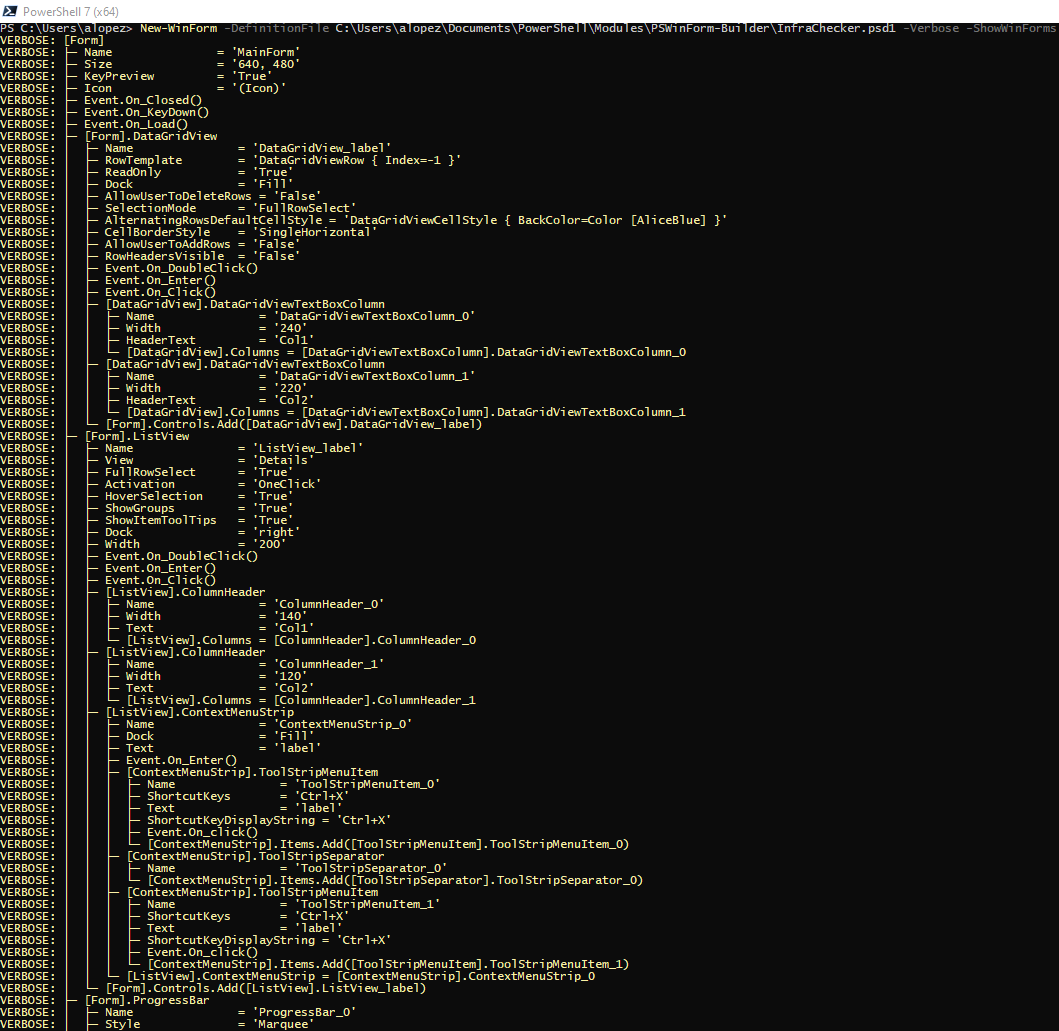 PowerShell 7 (x64)
PS C:\Users\alopez> New-WinForm -DefinitionFile C:\Users\alopez\Documents\PowerShell\Modules\PSWinForm-Builder\InfraChecker.psd1 -Verbose -ShowWinForms
VERBOSE: [Form]
VERBOSE: ├─ Name = 'MainForm'
VERBOSE: ├─ Size = '640, 480'
VERBOSE: ├─ KeyPreview = 'True'
VERBOSE: ├─ Icon = '(Icon)'
VERBOSE: ├─ Event.On_Closed()
VERBOSE: ├─ Event.On_KeyDown()
VERBOSE: ├─ Event.On_Load()
VERBOSE: ├─ [Form].DataGridView
VERBOSE: │ ├─ Name = 'DataGridView_label'
VERBOSE: │ ├─ RowTemplate = 'DataGridViewRow { Index=-1 }'
VERBOSE: │ ├─ ReadOnly = 'True'
VERBOSE: │ ├─ Dock = 'Fill'
VERBOSE: │ ├─ AllowUserToDeleteRows = 'False'
VERBOSE: │ ├─ SelectionMode = 'FullRowSelect'
VERBOSE: │ ├─ AlternatingRowsDefaultCellStyle = 'DataGridViewCellStyle { BackColor=Color [AliceBlue] }'
VERBOSE: │ ├─ CellBorderStyle = 'SingleHorizontal'
VERBOSE: │ ├─ AllowUserToAddRows = 'False'
VERBOSE: │ ├─ RowHeadersVisible = 'False'
VERBOSE: │ ├─ Event.On_DoubleClick()
VERBOSE: │ ├─ Event.On_Enter()
VERBOSE: │ ├─ Event.On_Click()
VERBOSE: │ ├─ [DataGridView].DataGridViewTextBoxColumn
VERBOSE: │ │ ├─ Name = 'DataGridViewTextBoxColumn_0'
VERBOSE: │ │ ├─ Width = '240'
VERBOSE: │ │ ├─ HeaderText = 'Col1'
VERBOSE: │ │ └─ [DataGridView].Columns = [DataGridViewTextBoxColumn].DataGridViewTextBoxColumn_0
VERBOSE: │ ├─ [DataGridView].DataGridViewTextBoxColumn
VERBOSE: │ │ ├─ Name = 'DataGridViewTextBoxColumn_1'
VERBOSE: │ │ ├─ Width = '220'
VERBOSE: │ │ ├─ HeaderText = 'Col2'
VERBOSE: │ │ └─ [DataGridView].Columns = [DataGridViewTextBoxColumn].DataGridViewTextBoxColumn_1
VERBOSE: │ └─ [Form].Controls.Add([DataGridView].DataGridView_label)
VERBOSE: ├─ [Form].ListView
VERBOSE: │ ├─ Name = 'ListView_label'
VERBOSE: │ ├─ View = 'Details'
VERBOSE: │ ├─ FullRowSelect = 'True'
VERBOSE: │ ├─ Activation = 'OneClick'
VERBOSE: │ ├─ HoverSelection = 'True'
VERBOSE: │ ├─ ShowGroups = 'True'
VERBOSE: │ ├─ ShowItemToolTips = 'True'
VERBOSE: │ ├─ Dock = 'right'
VERBOSE: │ ├─ Width = '200'
VERBOSE: │ ├─ Event.On_DoubleClick()
VERBOSE: │ ├─ Event.On_Enter()
VERBOSE: │ ├─ Event.On_Click()
VERBOSE: │ ├─ [ListView].ColumnHeader
VERBOSE: │ │ ├─ Name = 'ColumnHeader_0'
VERBOSE: │ │ ├─ Width = '140'
VERBOSE: │ │ ├─ Text = 'Col1'
VERBOSE: │ │ └─ [ListView].Columns = [ColumnHeader].ColumnHeader_0
VERBOSE: │ ├─ [ListView].ColumnHeader
VERBOSE: │ │ ├─ Name = 'ColumnHeader_1'
VERBOSE: │ │ ├─ Width = '120'
VERBOSE: │ │ ├─ Text = 'Col2'
VERBOSE: │ │ └─ [ListView].Columns = [ColumnHeader].ColumnHeader_1
VERBOSE: │ ├─ [ListView].ContextMenuStrip
VERBOSE: │ │ ├─ Name = 'ContextMenuStrip_0'
VERBOSE: │ │ ├─ Dock = 'Fill'
VERBOSE: │ │ ├─ Text = 'label'
VERBOSE: │ │ ├─ Event.On_Enter()
VERBOSE: │ │ ├─ [ContextMenuStrip].ToolStripMenuItem
VERBOSE: │ │ │ ├─ Name = 'ToolStripMenuItem_0'
VERBOSE: │ │ │ ├─ ShortcutKeys = 'Ctrl+X'
VERBOSE: │ │ │ ├─ Text = 'label'
VERBOSE: │ │ │ ├─ ShortcutKeyDisplayString = 'Ctrl+X'
VERBOSE: │ │ │ ├─ Event.On_click()
VERBOSE: │ │ │ └─ [ContextMenuStrip].Items.Add([ToolStripMenuItem].ToolStripMenuItem_0)
VERBOSE: │ │ ├─ [ContextMenuStrip].ToolStripSeparator
VERBOSE: │ │ │ ├─ Name = 'ToolStripSeparator_0'
VERBOSE: │ │ │ └─ [ContextMenuStrip].Items.Add([ToolStripSeparator].ToolStripSeparator_0)
VERBOSE: │ │ ├─ [ContextMenuStrip].ToolStripMenuItem
VERBOSE: │ │ │ ├─ Name = 'ToolStripMenuItem_1'
VERBOSE: │ │ │ ├─ ShortcutKeys = 'Ctrl+X'
VERBOSE: │ │ │ ├─ Text = 'label'
VERBOSE: │ │ │ ├─ ShortcutKeyDisplayString = 'Ctrl+X'
VERBOSE: │ │ │ ├─ Event.On_click()
VERBOSE: │ │ │ └─ [ContextMenuStrip].Items.Add([ToolStripMenuItem].ToolStripMenuItem_1)
VERBOSE: │ │ └─ [ListView].ContextMenuStrip = [ContextMenuStrip].ContextMenuStrip_0
VERBOSE: │ └─ [Form].Controls.Add([ListView].ListView_label)
VERBOSE: ├─ [Form].ProgressBar
VERBOSE: │ ├─ Name = 'ProgressBar_0'
VERBOSE: │ ├─ Style = 'Marquee'